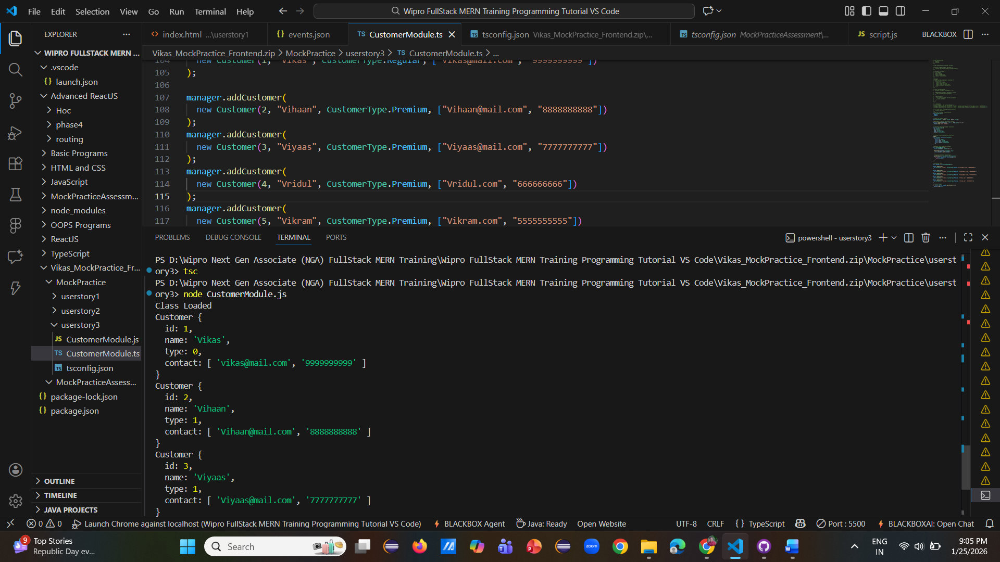 File Edit Selection View Go Run Terminal Help
Wipro FullStack MERN Training Programming Tutorial VS Code
EXPLORER
index.html ...\userstory1
{} events.json
TS CustomerModule.ts
tsconfig.json Vikas_MockPractice_Frontend.zip\...
tsconfig.json MockPracticeAssessment\...
JS script.js
BLACKBOX
Vikas_MockPractice_Frontend.zip > MockPractice > userstory3 > TS CustomerModule.ts > ...
WIPRO FULLSTACK MERN ...
.vscode
{} launch.json
Advanced ReactJS
Hoc
phase4
routing
Basic Programs
HTML and CSS
JavaScript
MockPracticeAssessm...
node_modules
OOPS Programs
ReactJS
TypeScript
Vikas_MockPractice_Fr...
MockPractice
userstory1
userstory2
userstory3
JS CustomerModule.js
TS CustomerModule.ts
tsconfig.json
MockPracticeAssess...
{} package-lock.json
{} package.json
OUTLINE
TIMELINE
JAVA PROJECTS
104 new Customer(1, "Vikas", CustomerType.Regular, ["vikas@mail.com", "9999999999"])
105 );
106
107 manager.addCustomer(
108 new Customer(2, "Vihaan", CustomerType.Premium, ["Vihaan@mail.com", "8888888888"])
109 );
110 manager.addCustomer(
111 new Customer(3, "Viyaas", CustomerType.Premium, ["Viyaas@mail.com", "7777777777"])
112 );
113 manager.addCustomer(
114 new Customer(4, "Vridul", CustomerType.Premium, ["Vridul.com", "666666666"])
115 );
116 manager.addCustomer(
117 new Customer(5, "Vikram", CustomerType.Premium, ["Vikram.com", "5555555555"])
PROBLEMS DEBUG CONSOLE TERMINAL PORTS
powershell - userstory3
PS D:\Wipro Next Gen Associate (NGA) FullStack MERN Training\Wipro FullStack MERN Training Programming Tutorial VS Code\Vikas_MockPractice_Frontend.zip\MockPractice\userst
ory3> tsc
PS D:\Wipro Next Gen Associate (NGA) FullStack MERN Training\Wipro FullStack MERN Training Programming Tutorial VS Code\Vikas_MockPractice_Frontend.zip\MockPractice\userst
ory3> node CustomerModule.js
Class Loaded
Customer {
id: 1,
name: 'Vikas',
type: 0,
contact: [ 'vikas@mail.com', '9999999999' ]
}
Customer {
id: 2,
name: 'Vihaan',
type: 1,
contact: [ 'Vihaan@mail.com', '8888888888' ]
}
Customer {
id: 3,
name: 'Viyaas',
type: 1,
contact: [ 'Viyaas@mail.com', '7777777777' ]
}
0 0 Launch Chrome against localhost (Wipro FullStack MERN Training Programming Tutorial VS Code) BLACKBOX Agent Java: Ready Open Website UTF-8 CRLF {} TypeScript Port : 5500 BLACKBOXAI: Open Chat
9 Top Stories
Republic Day ev...
Search
zoom
ENG
IN
9:05 PM
1/25/2026